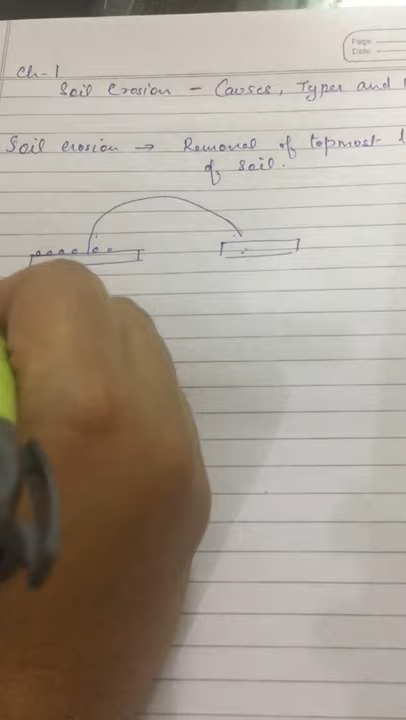 Page
Date
Ch-1
Soil Erosion - Causes, Types and
Soil erosion → Removal of topmost
of soil.